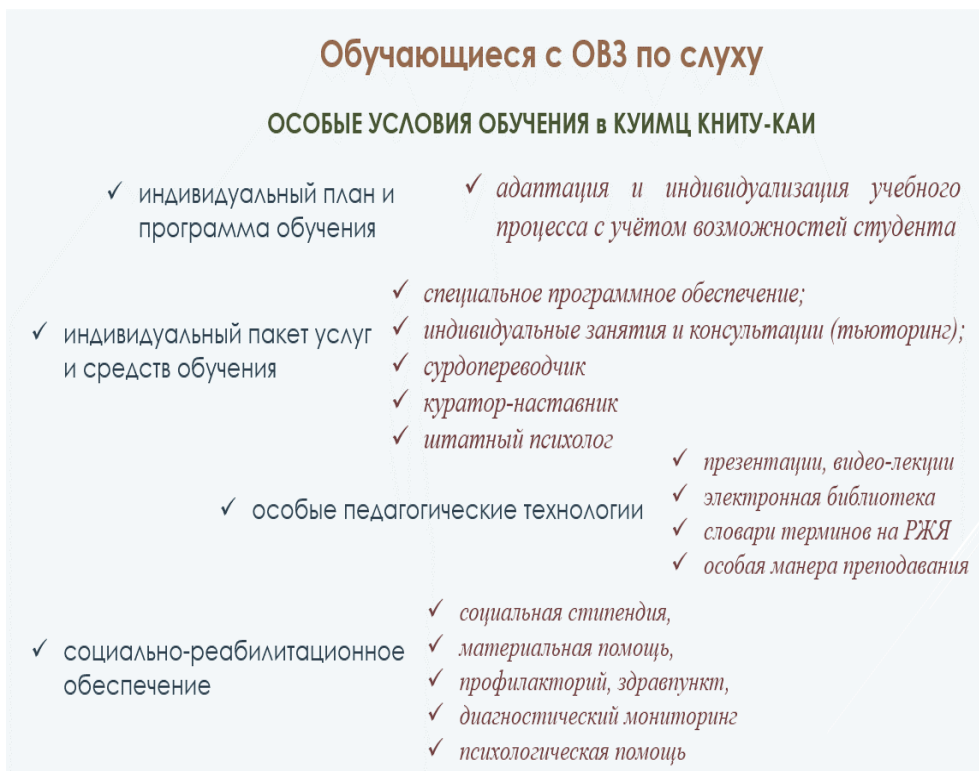 Обучающиеся с ОВЗ по слуху
ОСОБЫЕ УСЛОВИЯ ОБУЧЕНИЯ в КУИМЦ КНИТУ-КАИ
✓ индивидуальный план и
программа обучения
✓ адаптация и индивидуализация учебного
процесса с учётом возможностей студента
✓ индивидуальный пакет услуг
и средств обучения
✓ специальное программное обеспечение;
✓ индивидуальные занятия и консультации (тьюторинг);
✓ сурдопереводчик
✓ куратор-наставник
✓ штатный психолог
✓ особые педагогические технологии
✓ презентации, видео-лекции
✓ электронная библиотека
✓ словари терминов на РЖЯ
✓ особая манера преподавания
✓ социально-реабилитационное
обеспечение
✓ социальная стипендия,
✓ материальная помощь,
✓ профилакторий, здравпункт,
✓ диагностический мониторинг
✓ психологическая помощь